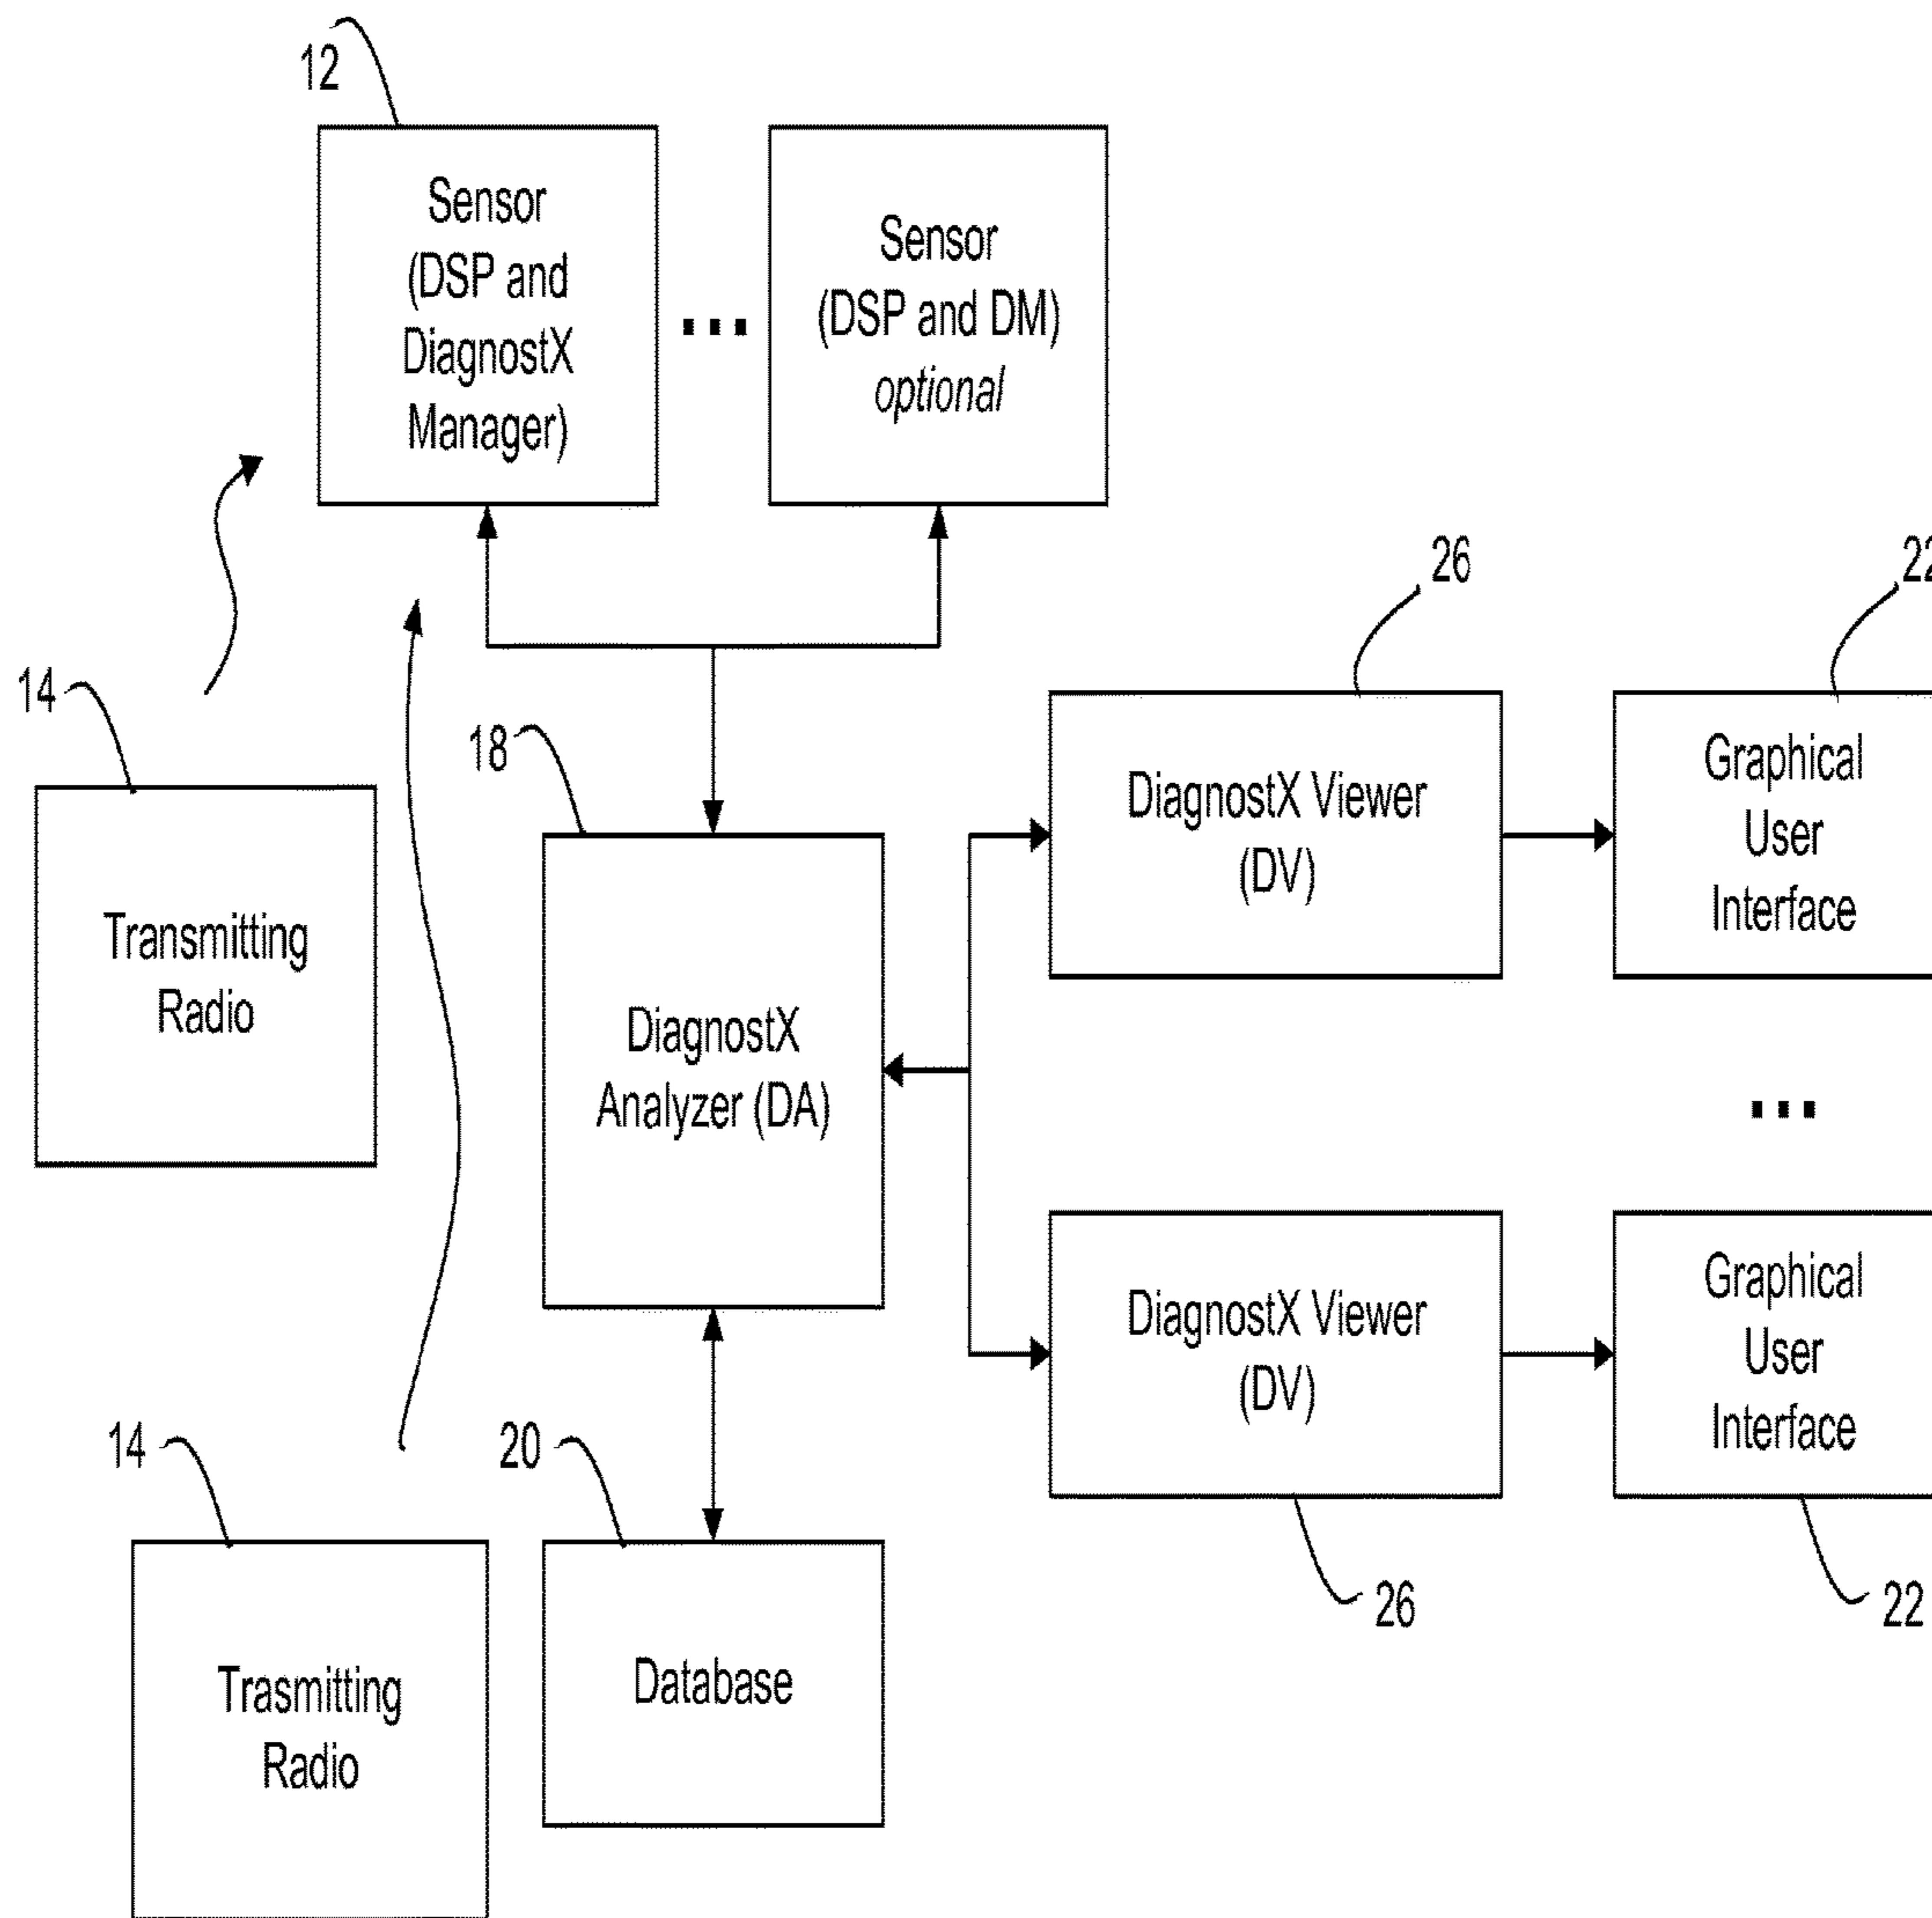 12
Sensor
(DSP and
DiagnostX
Manager)
...
Sensor
(DSP and DM)
optional
14
Transmitting
Radio
18
DiagnostX
Analyzer (DA)
26
DiagnostX Viewer
(DV)
22
Graphical
User
Interface
...
DiagnostX Viewer
(DV)
26
Graphical
User
Interface
22
14
Trasmitting
Radio
20
Database